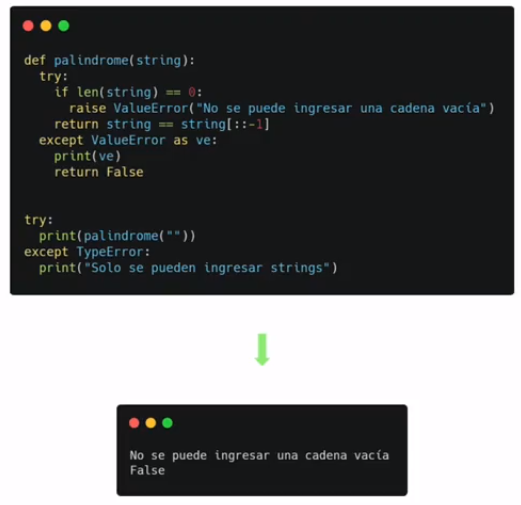 def palindrome(string):
  try:
    if len(string) == 0:
      raise ValueError("No se puede ingresar una cadena vacía")
    return string == string[::-1]
  except ValueError as ve:
    print(ve)
    return False
try:
  print(palindrome(""))
except TypeError:
  print("Solo se pueden ingresar strings")
No se puede ingresar una cadena vacía
False